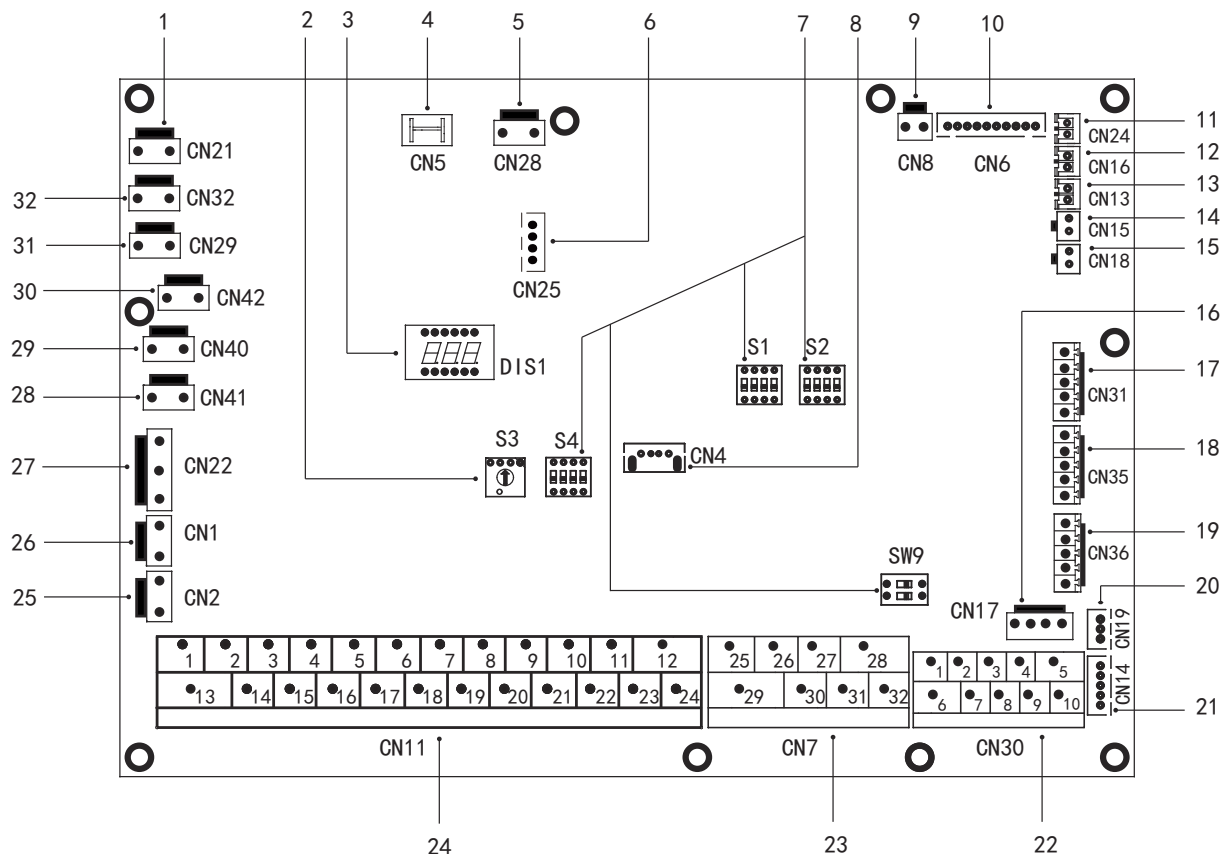 1 2 3 4 5 6 7 8 9 10
CN21
CN5
CN28
CN8
CN6
CN24 11
CN16 12
CN13 13
CN15 14
CN18 15
32 CN32
31 CN29
CN25
30 CN42
29 CN40
DIS1
S1 S2
16
CN31 17
28 CN41
27 CN22
S3 S4
CN4
CN35 18
26 CN1
CN36 19
25 CN2
SW9
CN17
CN19 20
1 2 3 4 5 6 7 8 9 10 11 12
25 26 27 28
1 2 3 4 5
13 14 15 16 17 18 19 20 21 22 23 24
29 30 31 32
6 7 8 9 10
CN14 21
CN11 CN7 CN30
24 23 22